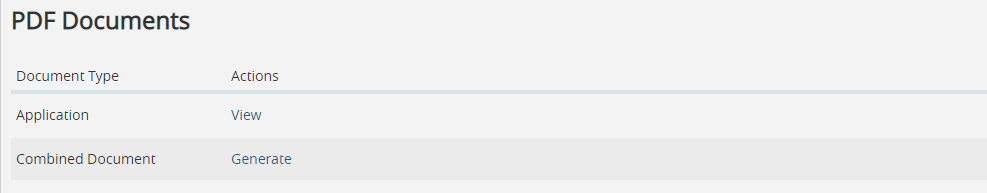 PDF Documents
Document Type Actions
Application View
Combined Document Generate